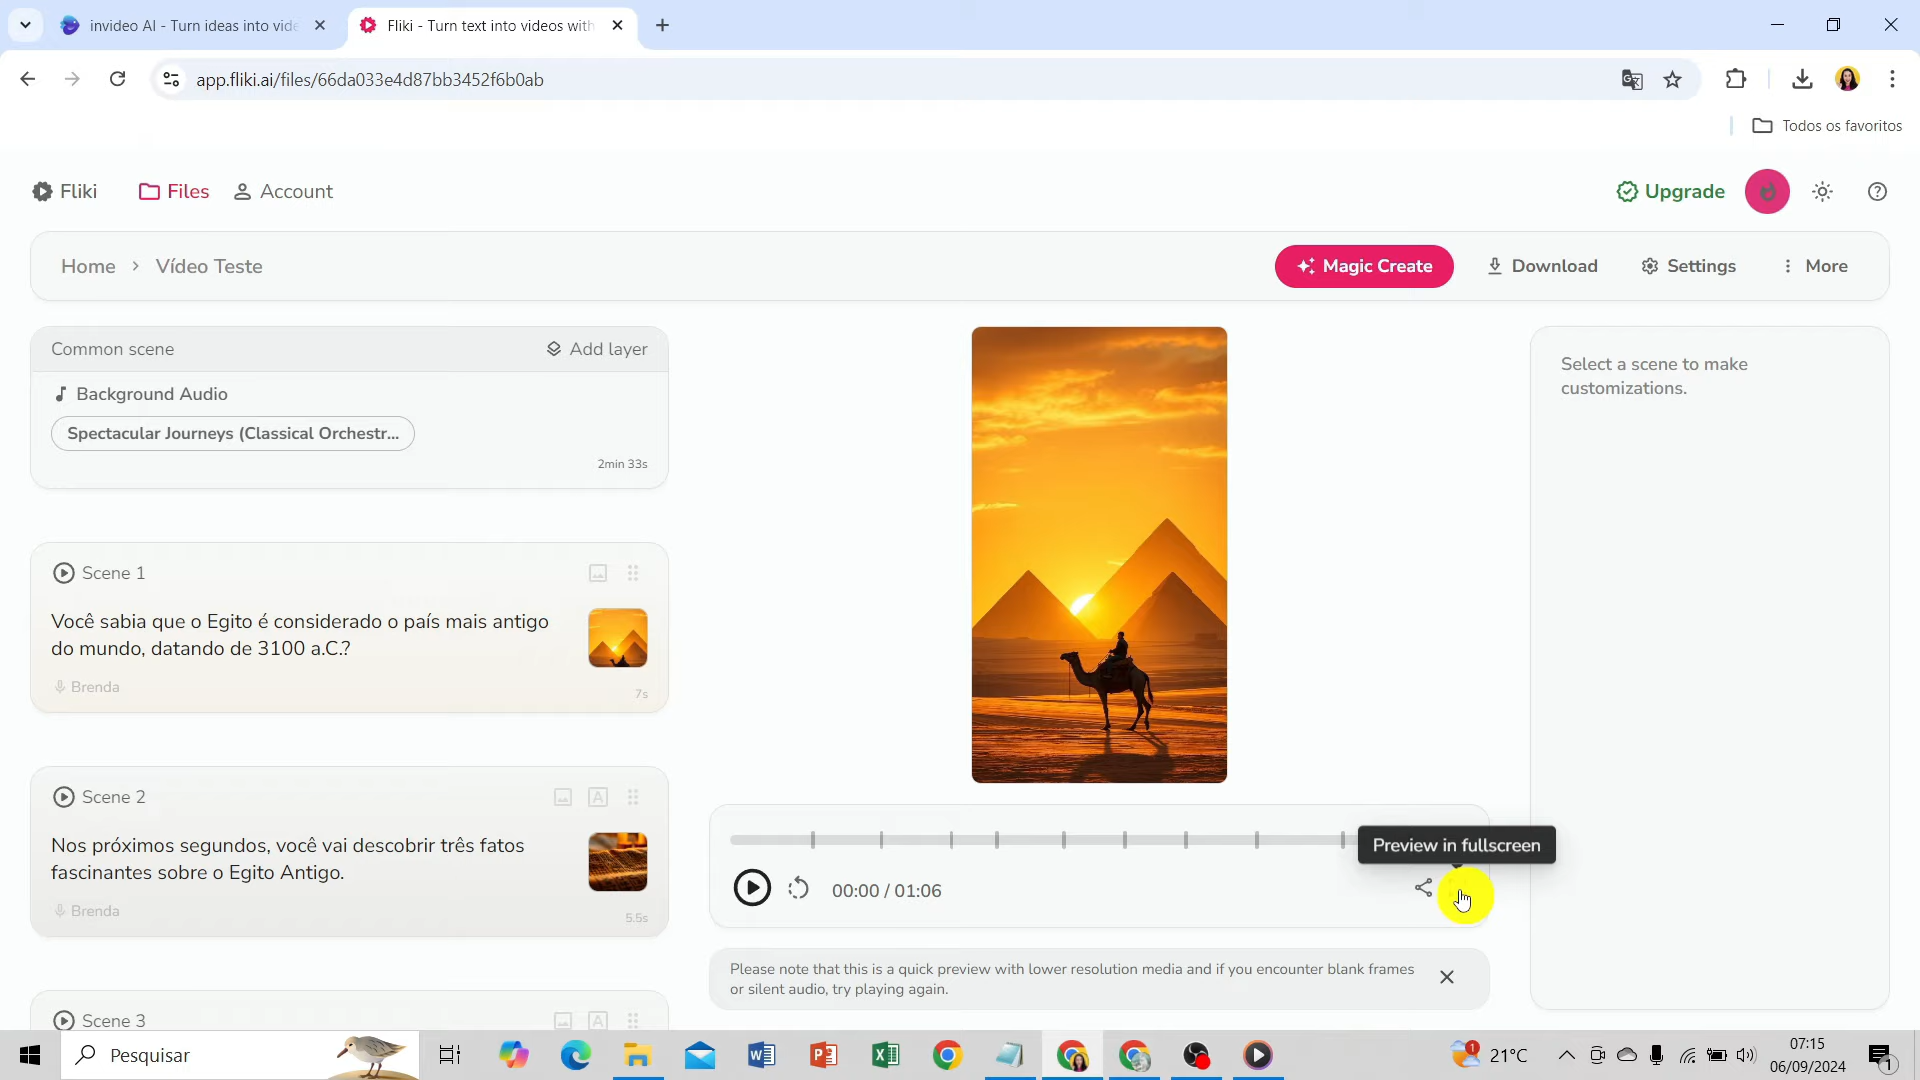 invideo AI - Turn ideas into vide
Fliki - Turn text into videos with
app.fliki.ai/files/66da033e4d87bb3452f6b0ab
Todos os favoritos
Fliki
Files
Account
Upgrade
Home > Vídeo Teste
Magic Create
Download
Settings
More
Common scene
Add layer
Background Audio
Spectacular Journeys (Classical Orchestr...
2min 33s
Scene 1
Você sabia que o Egito é considerado o país mais antigo
do mundo, datando de 3100 a.C.?
Brenda
7s
Scene 2
Nos próximos segundos, você vai descobrir três fatos
fascinantes sobre o Egito Antigo.
Brenda
5.5s
Scene 3
Preview in fullscreen
00:00 / 01:06
Please note that this is a quick preview with lower resolution media and if you encounter blank frames
or silent audio, try playing again.
Select a scene to make
customizations.
Pesquisar
21°C
07:15
06/09/2024